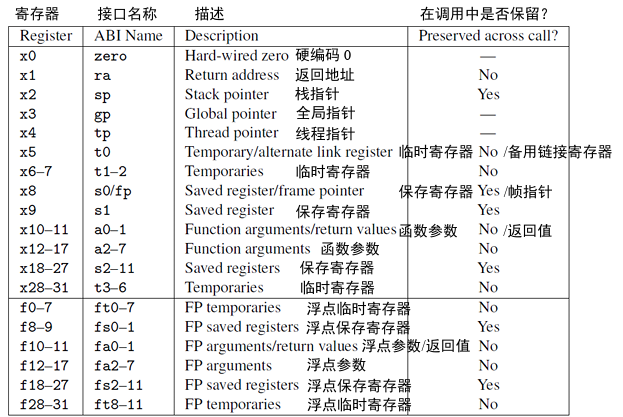 寄存器 接口名称 描述 在调用中是否保留?
Register ABI Name Description Preserved across call?
x0 zero Hard-wired zero 硬编码 0 —
x1 ra Return address 返回地址 No
x2 sp Stack pointer 栈指针 Yes
x3 gp Global pointer 全局指针 —
x4 tp Thread pointer 线程指针 —
x5 t0 Temporary/alternate link register 临时寄存器 No /备用链接寄存器
x6–7 t1–2 Temporaries 临时寄存器 No
x8 s0/fp Saved register/frame pointer 保存寄存器 Yes /帧指针
x9 s1 Saved register 保存寄存器 Yes
x10–11 a0–1 Function arguments/return values 函数参数 No /返回值
x12–17 a2–7 Function arguments 函数参数 No
x18–27 s2–11 Saved registers 保存寄存器 Yes
x28–31 t3–6 Temporaries 临时寄存器 No
f0–7 ft0–7 FP temporaries 浮点临时寄存器 No
f8–9 fs0–1 FP saved registers 浮点保存寄存器 Yes
f10–11 fa0–1 FP arguments/return values 浮点参数/返回值 No
f12–17 fa2–7 FP arguments 浮点参数 No
f18–27 fs2–11 FP saved registers 浮点保存寄存器 Yes
f28–31 ft8–11 FP temporaries 浮点临时寄存器 No